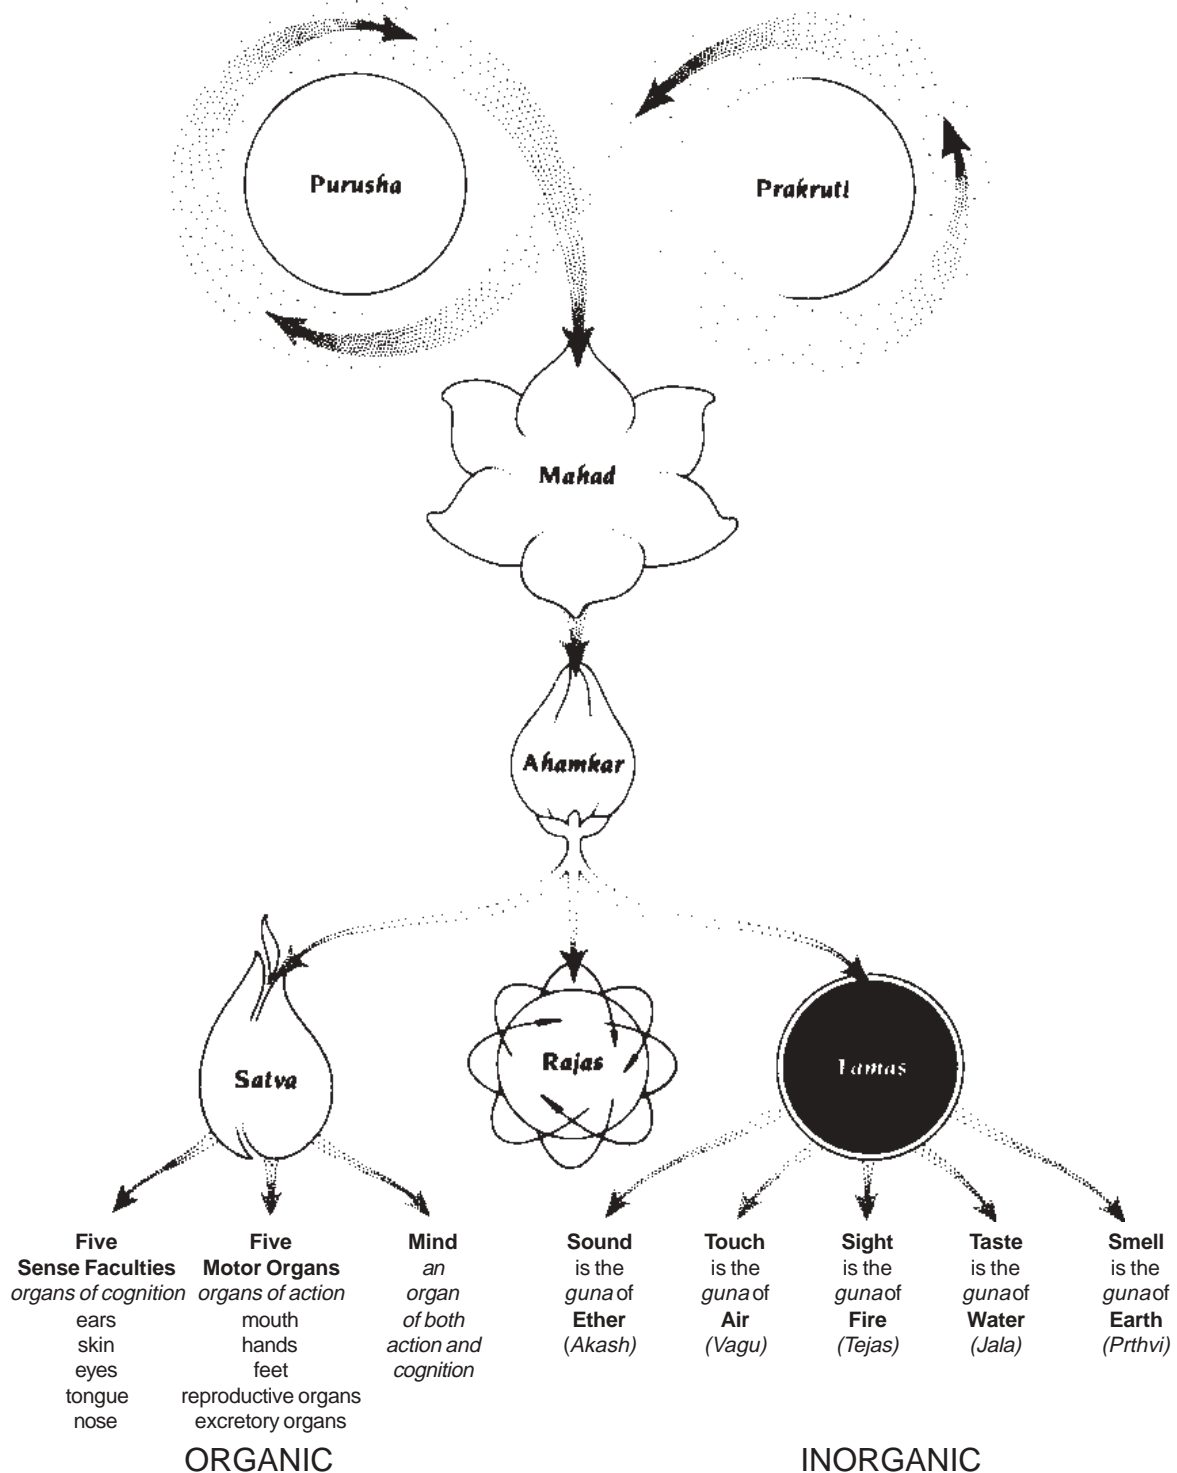 Purusha
Prakruti
Mahad
Ahamkar
Satva
Rajas
Tamas
Five
Sense Faculties
organs of cognition
ears
skin
eyes
tongue
nose
Five
Motor Organs
organs of action
mouth
hands
feet
reproductive organs
excretory organs
Mind
an
organ
of both
action and
cognition
Sound
is the
guna of
Ether
(Akash)
Touch
is the
guna of
Air
(Vagu)
Sight
is the
guna of
Fire
(Tejas)
Taste
is the
guna of
Water
(Jala)
Smell
is the
guna of
Earth
(Prthvi)
ORGANIC
INORGANIC